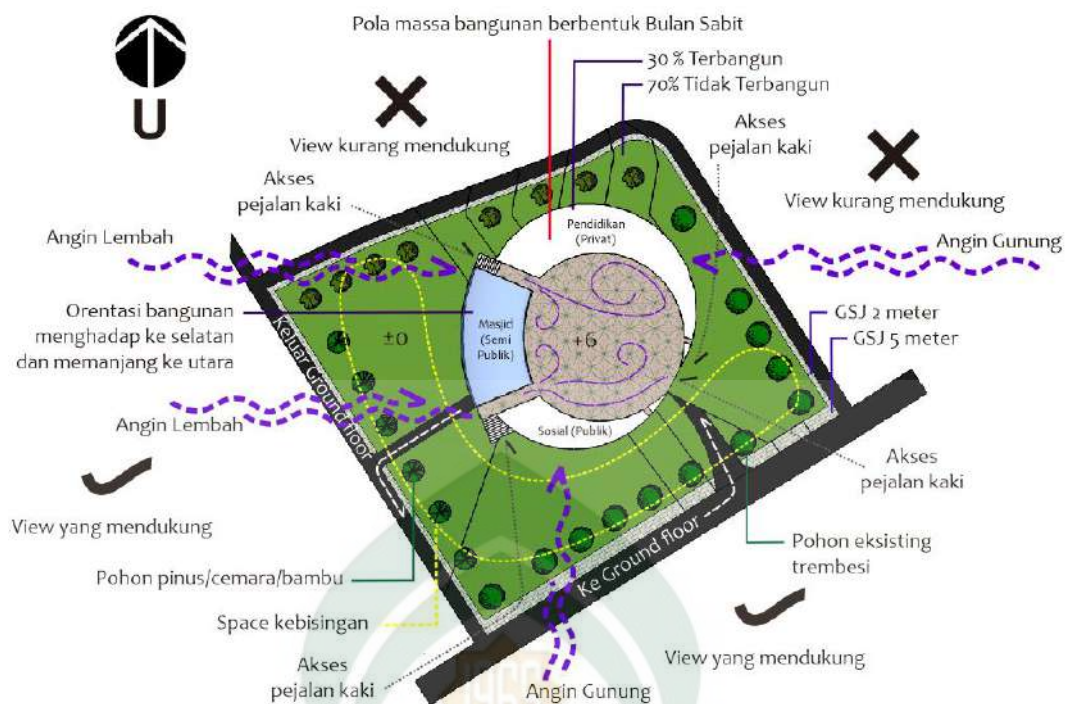 Pola massa bangunan berbentuk Bulan Sabit
30 % Terbangun
70% Tidak Terbangun
U
View kurang mendukung
Akses
pejalan kaki
View kurang mendukung
Akses
pejalan kaki
Pendidikan
(Privat)
Angin Lembah
Angin Gunung
Orentasi bangunan
menghadap ke selatan
dan memanjang ke utara
±0
Masjid
(Semi
Publik)
+6
GSJ 2 meter
GSJ 5 meter
Keluar Ground floor
Angin Lembah
Sosial (Publik)
Akses
pejalan kaki
View yang mendukung
Pohon pinus/cemara/bambu
Ke Ground floor
Pohon eksisting
trembesi
Space kebisingan
View yang mendukung
Akses
pejalan kaki
Angin Gunung